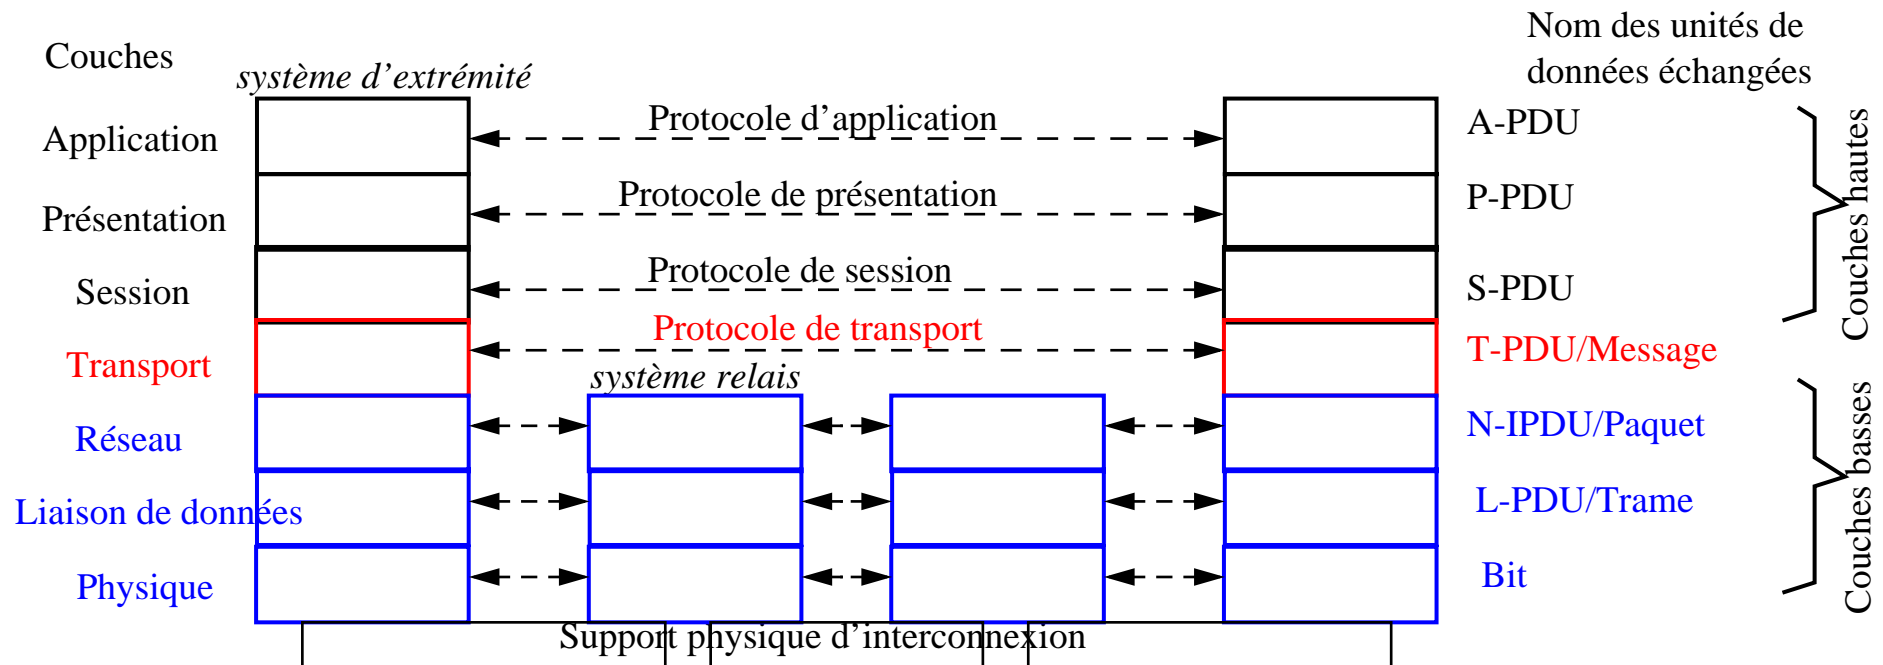 Nom des unités de
données échangées
Couches
système d’extrémité
Application
Protocole d’application
A-PDU
Présentation
Protocole de présentation
P-PDU
Session
Protocole de session
S-PDU
Couches hautes
Transport
Protocole de transport
T-PDU/Message
système relais
Réseau
N-IPDU/Paquet
Liaison de données
L-PDU/Trame
Physique
Bit
Couches basses
Support physique d’interconnexion